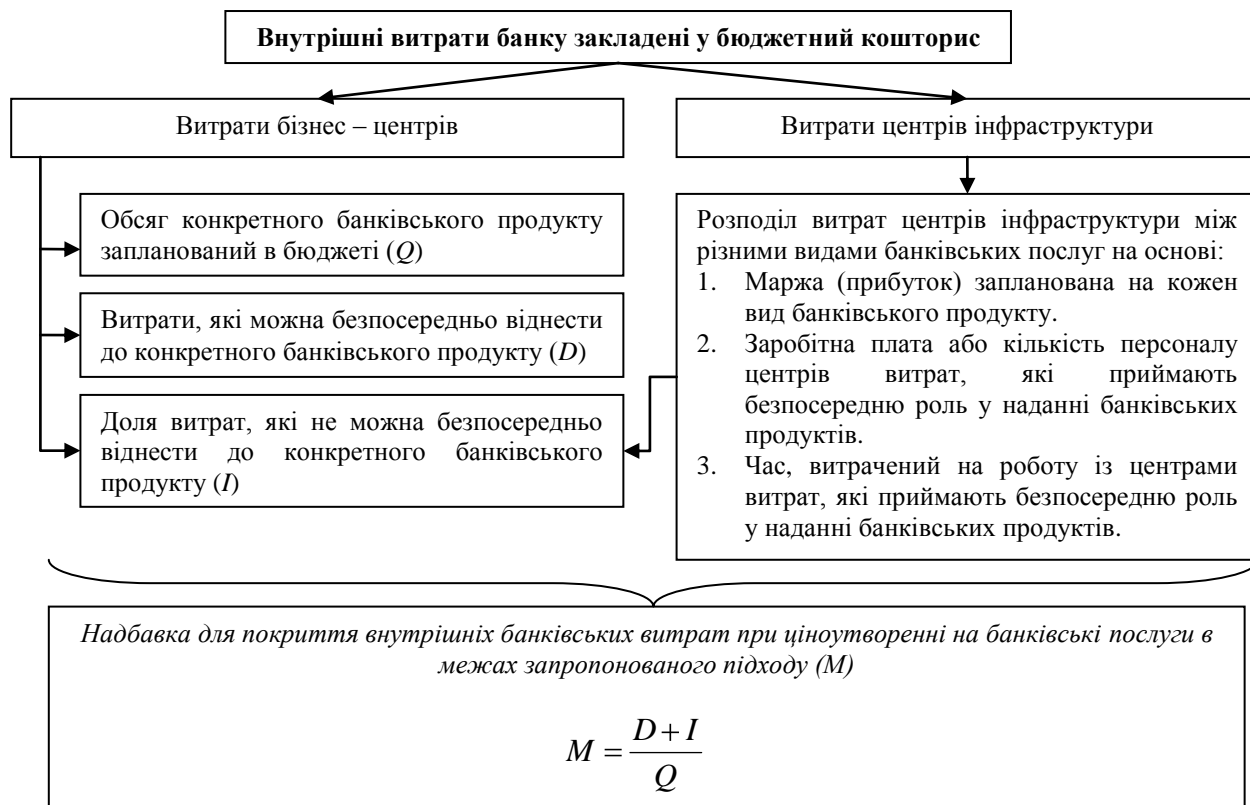 Внутрішні витрати банку закладені у бюджетний кошторис
Витрати бізнес – центрів
Витрати центрів інфраструктури
Обсяг конкретного банківського продукту
запланований в бюджеті (Q)
Витрати, які можна безпосередньо віднести
до конкретного банківського продукту (D)
Доля витрат, які не можна безпосередньо
віднести до конкретного банківського
продукту (I)
Розподіл витрат центрів інфраструктури між
різними видами банківських послуг на основі:
1. Маржа (прибуток) запланована на кожен
вид банківського продукту.
2. Заробітна плата або кількість персоналу
центрів витрат, які приймають
безпосередню роль у наданні банківських
продуктів.
3. Час, витрачений на роботу із центрами
витрат, які приймають безпосередню роль
у наданні банківських продуктів.
Надбавка для покриття внутрішніх банківських витрат при ціноутворенні на банківські послуги в
межах запропонованого підходу (М)
M = \frac{D + I}{Q}